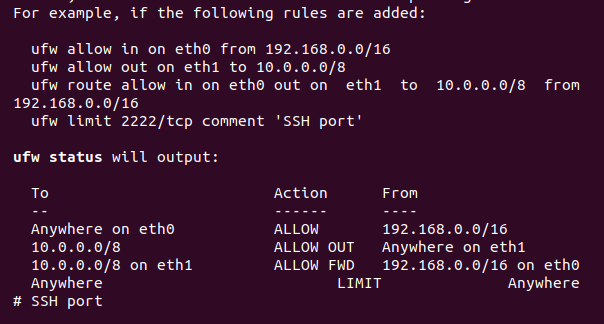 For example, if the following rules are added:
ufw allow in on eth0 from 192.168.0.0/16
ufw allow out on eth1 to 10.0.0.0/8
ufw route allow in on eth0 out on eth1 to 10.0.0.0/8 from
192.168.0.0/16
ufw limit 2222/tcp comment 'SSH port'
ufw status will output:
To Action From
-- ------ ----
Anywhere on eth0 ALLOW 192.168.0.0/16
10.0.0.0/8 ALLOW OUT Anywhere on eth1
10.0.0.0/8 on eth1 ALLOW FWD 192.168.0.0/16 on eth0
Anywhere LIMIT Anywhere
# SSH port